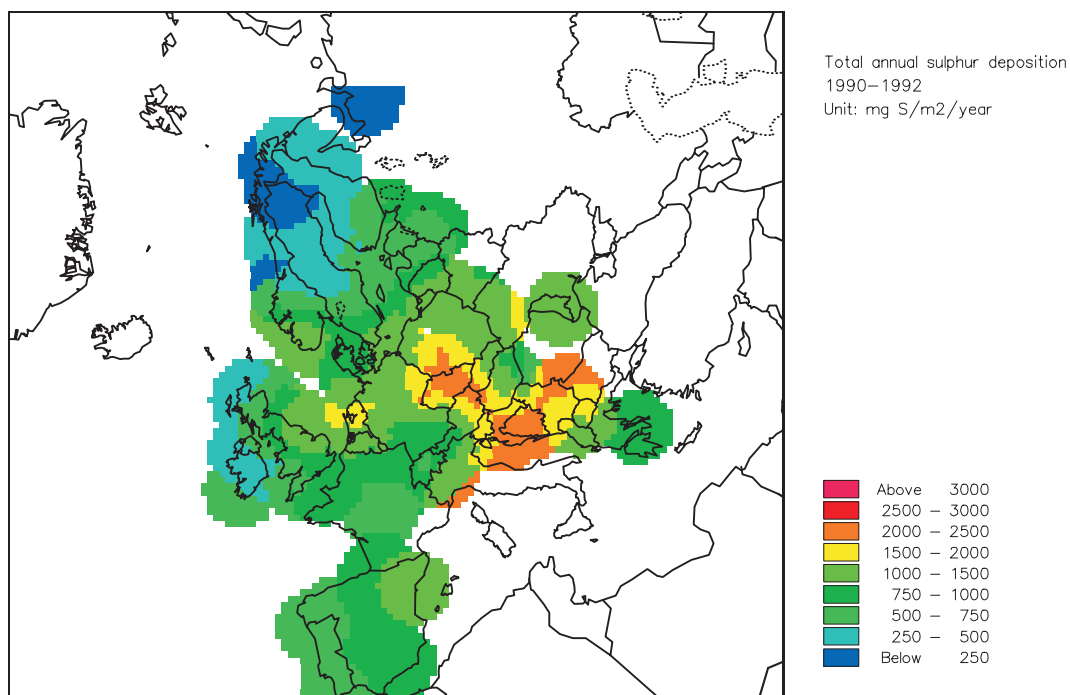 Total annual sulphur deposition
1990–1992
Unit: mg S/m2/year
Above 3000
2500 – 3000
2000 – 2500
1500 – 2000
1000 – 1500
750 – 1000
500 – 750
250 – 500
Below 250